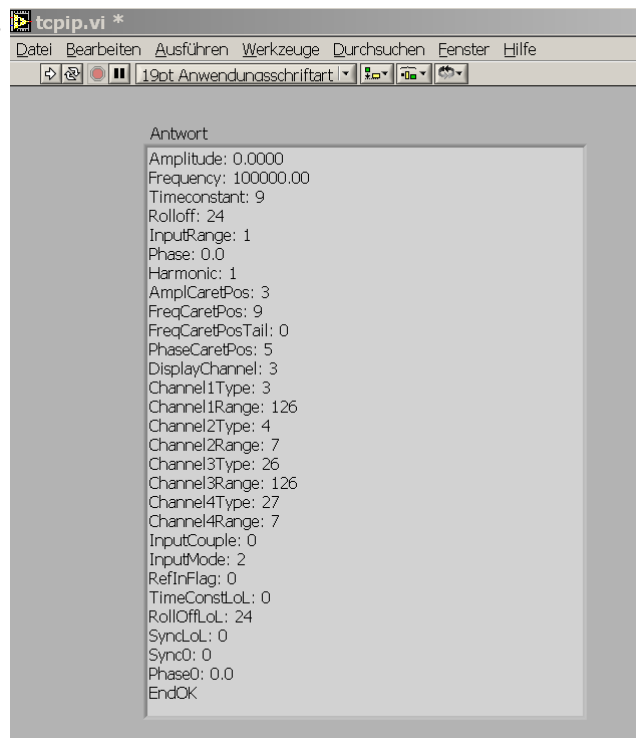 tcpip.vi *
Datei Bearbeiten Ausführen Werkzeuge Durchsuchen Fenster Hilfe
19pt Anwendungsschriftart
Antwort
Amplitude: 0.0000
Frequency: 100000.00
Timeconstant: 9
Rolloff: 24
InputRange: 1
Phase: 0.0
Harmonic: 1
AmplCaretPos: 3
FreqCaretPos: 9
FreqCaretPosTail: 0
PhaseCaretPos: 5
DisplayChannel: 3
Channel1Type: 3
Channel1Range: 126
Channel2Type: 4
Channel2Range: 7
Channel3Type: 26
Channel3Range: 126
Channel4Type: 27
Channel4Range: 7
InputCouple: 0
InputMode: 2
RefInFlag: 0
TimeConstLoL: 0
RollOffLoL: 24
SyncLoL: 0
Sync0: 0
Phase0: 0.0
EndOK